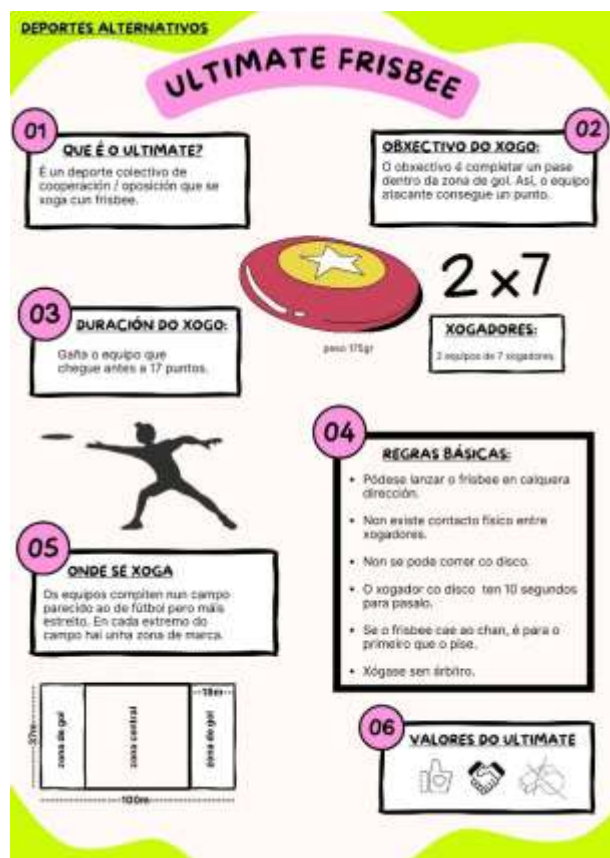 DEPORTES ALTERNATIVOS
ULTIMATE FRISBEE
01
QUE É O ULTIMATE?
É un deporte colectivo de
cooperación / oposición que se
xoga cun frisbee.
02
OBXECTIVO DO XOGO:
O obxectivo é completar un pase
dentro da zona de gol. Así, o equipo
atacante consegue un punto.
2 x7
XOGADORES:
2 equipos de 7 xogadores.
peso 175gr
03
DURACIÓN DO XOGO:
Gaña o equipo que
chegue antes a 17 puntos.
04
REGRAS BÁSICAS:
• Pódese lanzar o frisbee en calquera
dirección.
• Non existe contacto físico entre
xogadores.
• Non se pode correr co disco.
• O xogador co disco ten 10 segundos
para pasalo.
• Se o frisbee cae ao chan, é para o
primeiro que o pise.
• Xógase sen árbitro.
05
ONDE SE XOGA
Os equipos compiten nun campo
parecido ao de fútbol pero máis
estreito. En cada extremo do
campo hai unha zona de marca.
37m
zona de gol
zona central
18m
zona de gol
100m
06
VALORES DO ULTIMATE